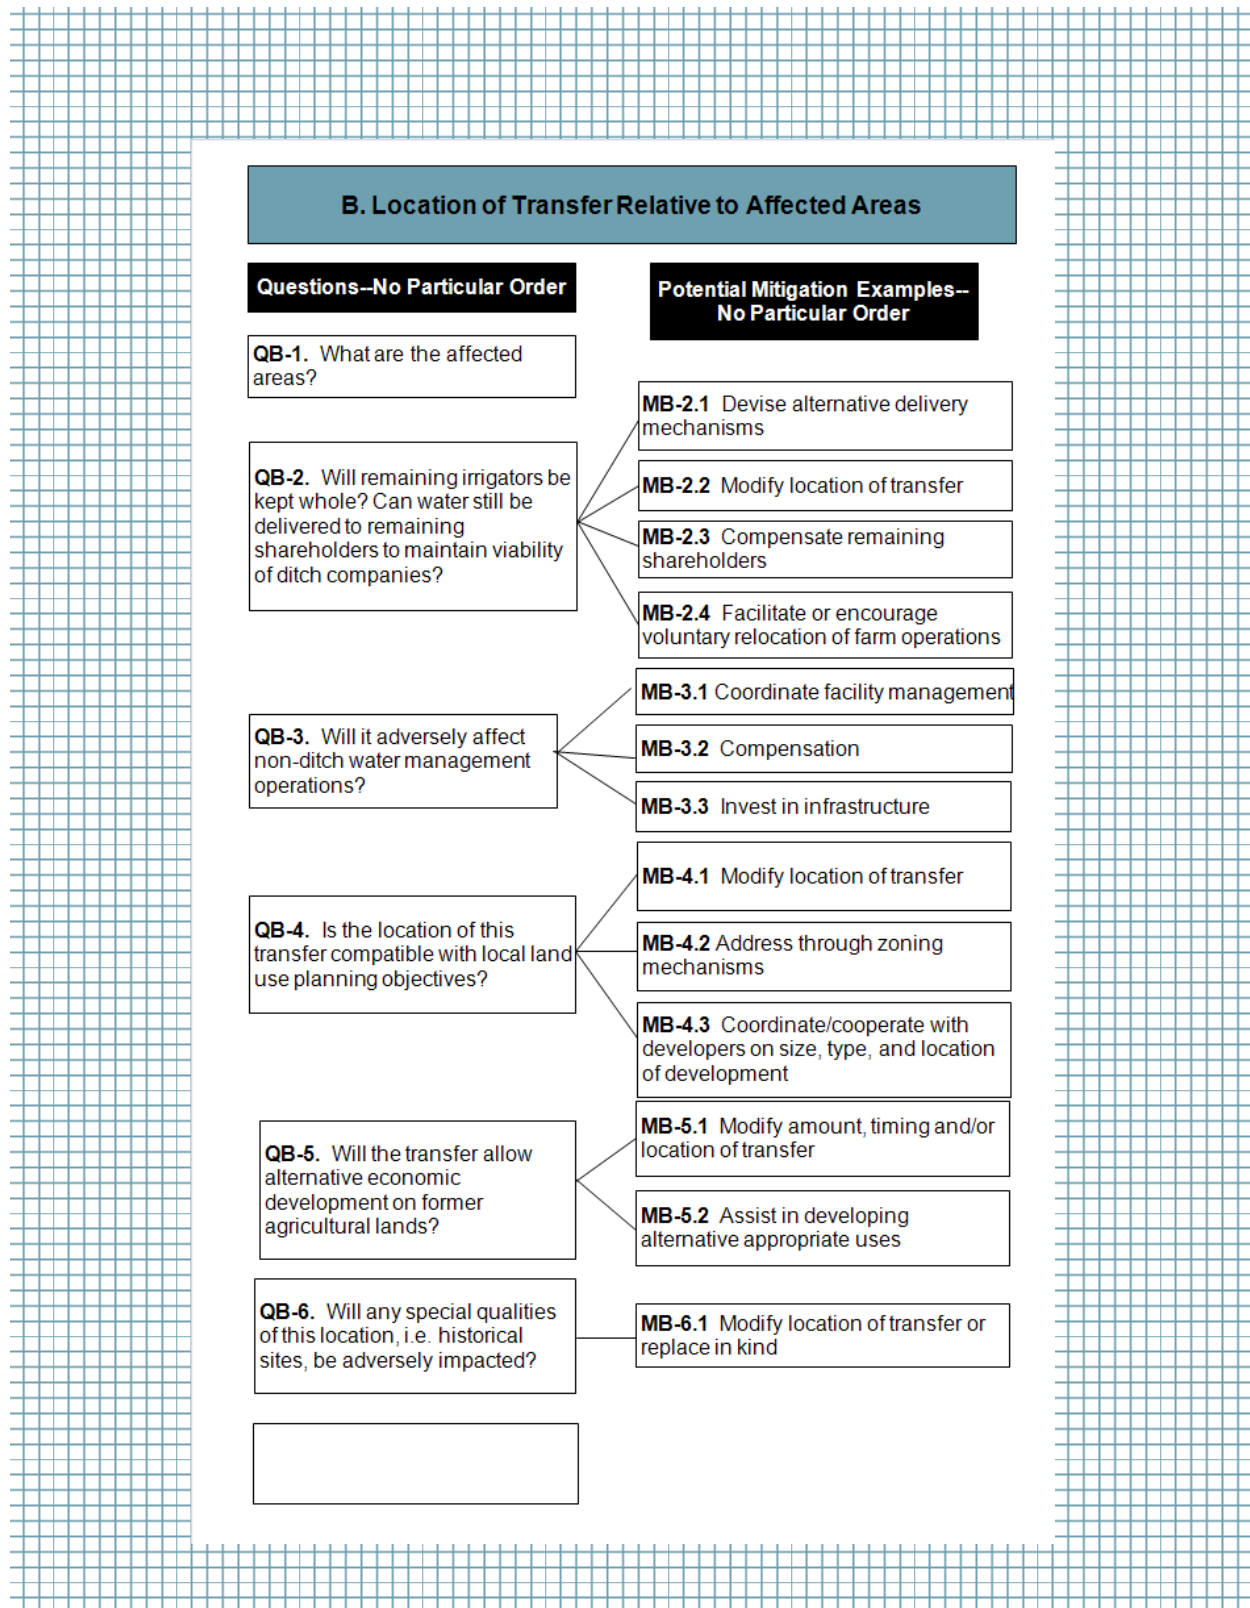 B. Location of Transfer Relative to Affected Areas
Questions--No Particular Order
Potential Mitigation Examples--
No Particular Order
QB-1. What are the affected
areas?
QB-2. Will remaining irrigators be
kept whole? Can water still be
delivered to remaining
shareholders to maintain viability
of ditch companies?
MB-2.1 Devise alternative delivery
mechanisms
MB-2.2 Modify location of transfer
MB-2.3 Compensate remaining
shareholders
MB-2.4 Facilitate or encourage
voluntary relocation of farm operations
QB-3. Will it adversely affect
non-ditch water management
operations?
MB-3.1 Coordinate facility management
MB-3.2 Compensation
MB-3.3 Invest in infrastructure
QB-4. Is the location of this
transfer compatible with local land
use planning objectives?
MB-4.1 Modify location of transfer
MB-4.2 Address through zoning
mechanisms
MB-4.3 Coordinate/cooperate with
developers on size, type, and location
of development
QB-5. Will the transfer allow
alternative economic
development on former
agricultural lands?
MB-5.1 Modify amount, timing and/or
location of transfer
MB-5.2 Assist in developing
alternative appropriate uses
QB-6. Will any special qualities
of this location, i.e. historical
sites, be adversely impacted?
MB-6.1 Modify location of transfer or
replace in kind